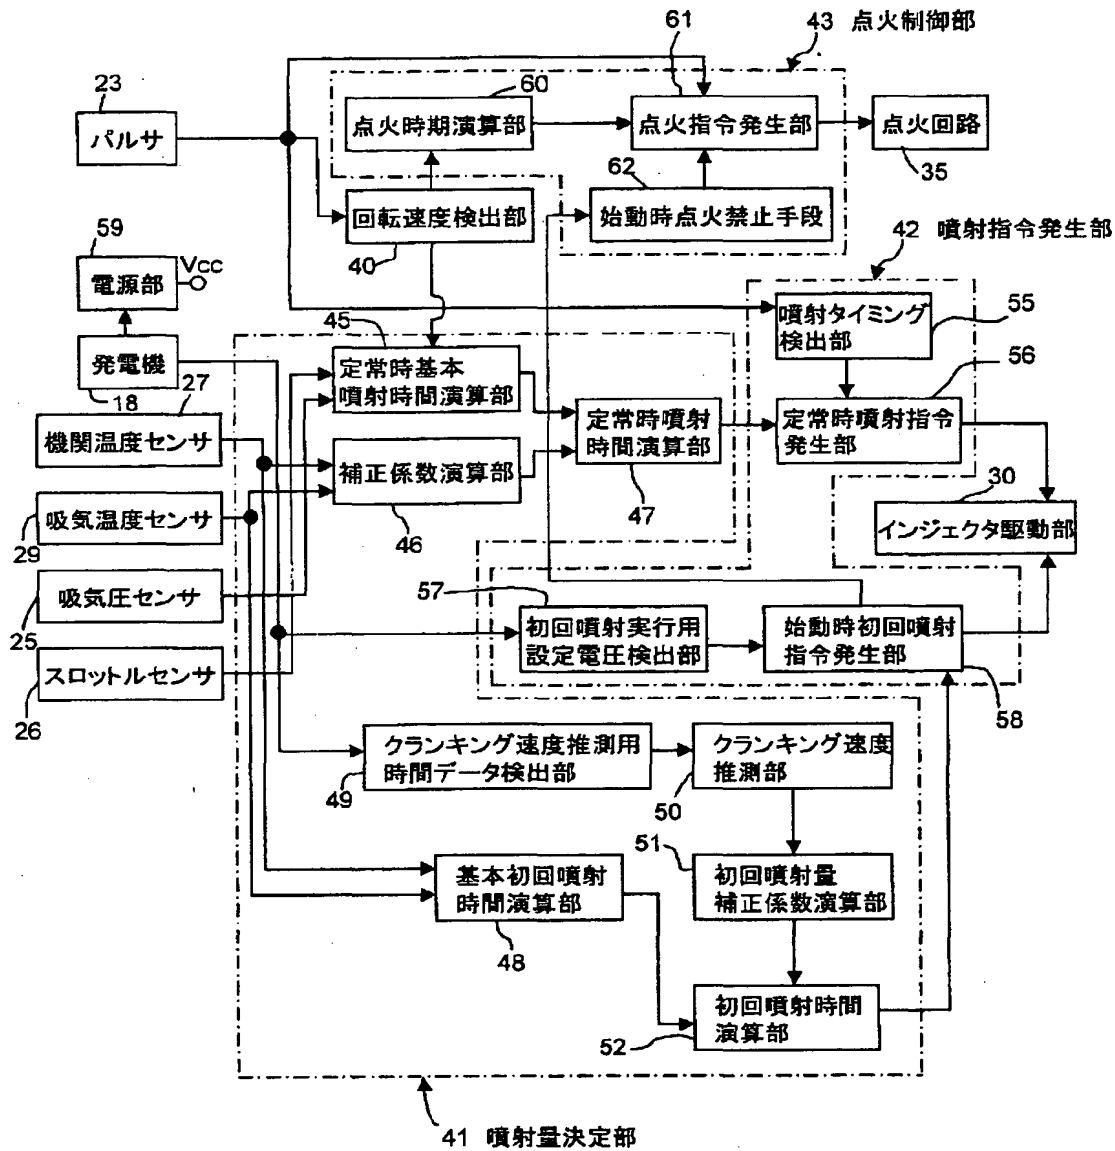 61
43 点火制御部
23
60
パルサ
点火時期演算部
点火指令発生部
点火回路
35
62
回転速度検出部
始動時点火禁止手段
40
42 噴射指令発生部
59
Vcc
電源部
発電機
18
45
定常時基本
噴射時間演算部
噴射タイミング
検出部
55
56
27
機関温度センサ
定常時噴射
時間演算部
47
定常時噴射指令
発生部
補正係数演算部
46
30
インジェクタ駆動部
吸気温度センサ
29
吸気圧センサ
25
57
初回噴射実行用
設定電圧検出部
始動時初回噴射
指令発生部
58
スロットルセンサ
26
クランキング速度推測用
時間データ検出部
49
クランキング速度
推測部
50
51
初回噴射量
補正係数演算部
基本初回噴射
時間演算部
48
初回噴射時間
演算部
52
41 噴射量決定部